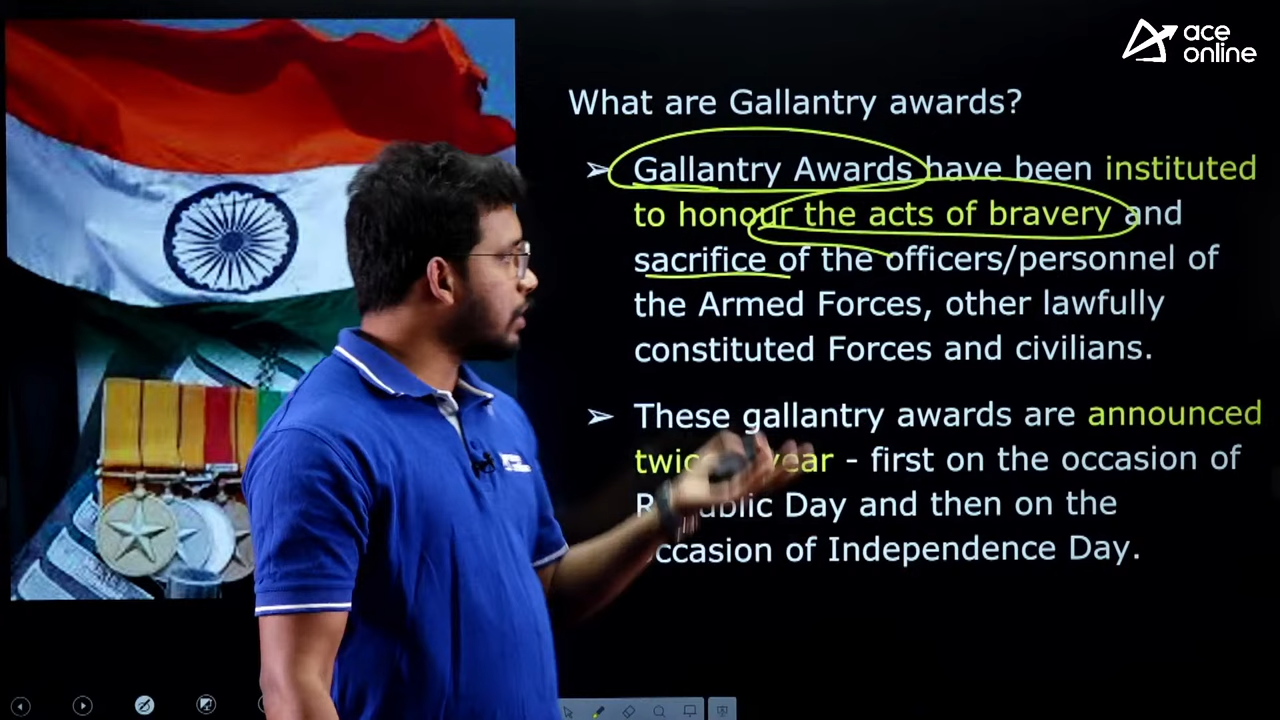 ace
online
What are Gallantry awards?
➢ Gallantry Awards have been instituted
to honour the acts of bravery and
sacrifice of the officers/personnel of
the Armed Forces, other lawfully
constituted Forces and civilians.
➢ These gallantry awards are announced
year - first on the occasion of
Day and then on the
occasion of Independence Day.